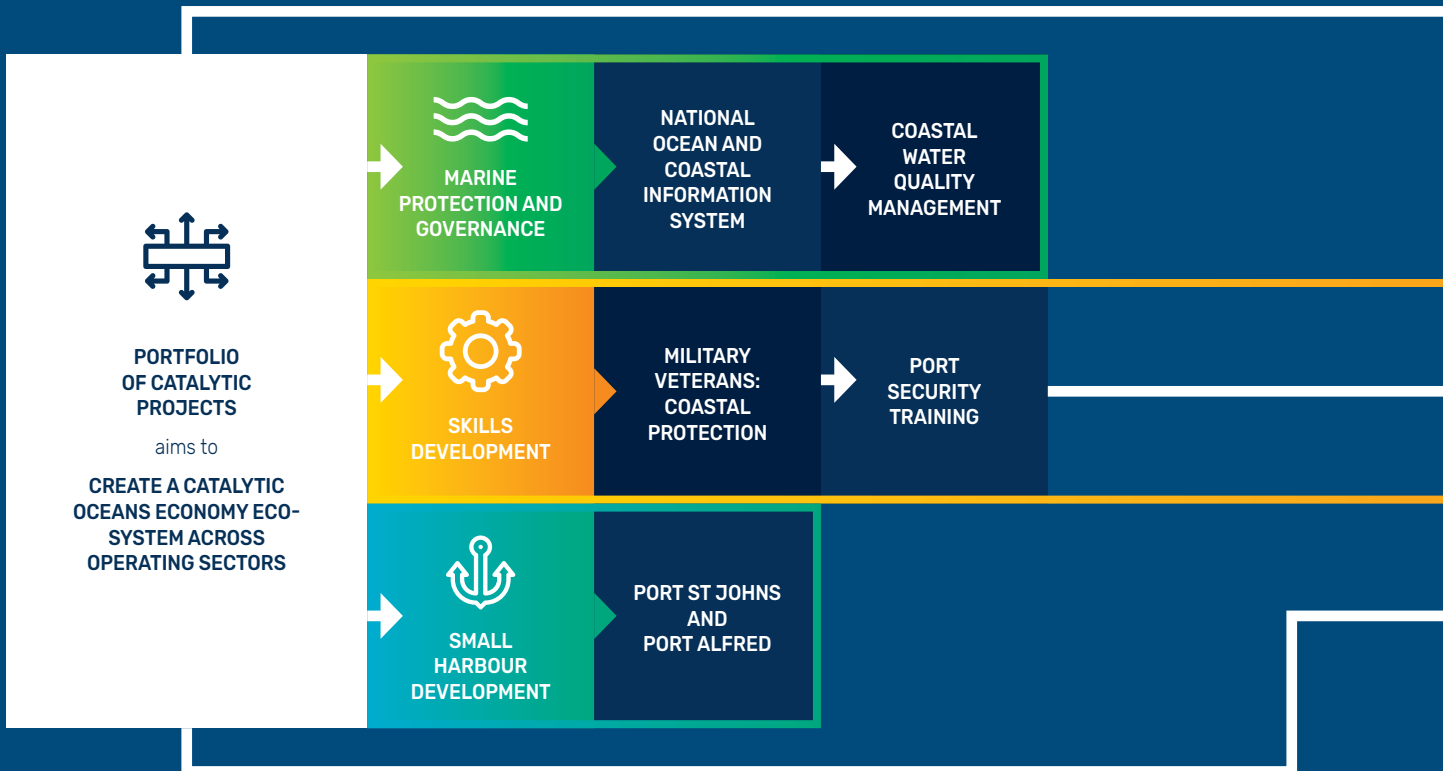 PORTFOLIO
OF CATALYTIC
PROJECTS
aims to
CREATE A CATALYTIC
OCEANS ECONOMY ECO-
SYSTEM ACROSS
OPERATING SECTORS
MARINE
PROTECTION AND
GOVERNANCE
NATIONAL
OCEAN AND
COASTAL
INFORMATION
SYSTEM
COASTAL
WATER
QUALITY
MANAGEMENT
SKILLS
DEVELOPMENT
MILITARY
VETERANS:
COASTAL
PROTECTION
PORT
SECURITY
TRAINING
SMALL
HARBOUR
DEVELOPMENT
PORT ST JOHNS
AND
PORT ALFRED